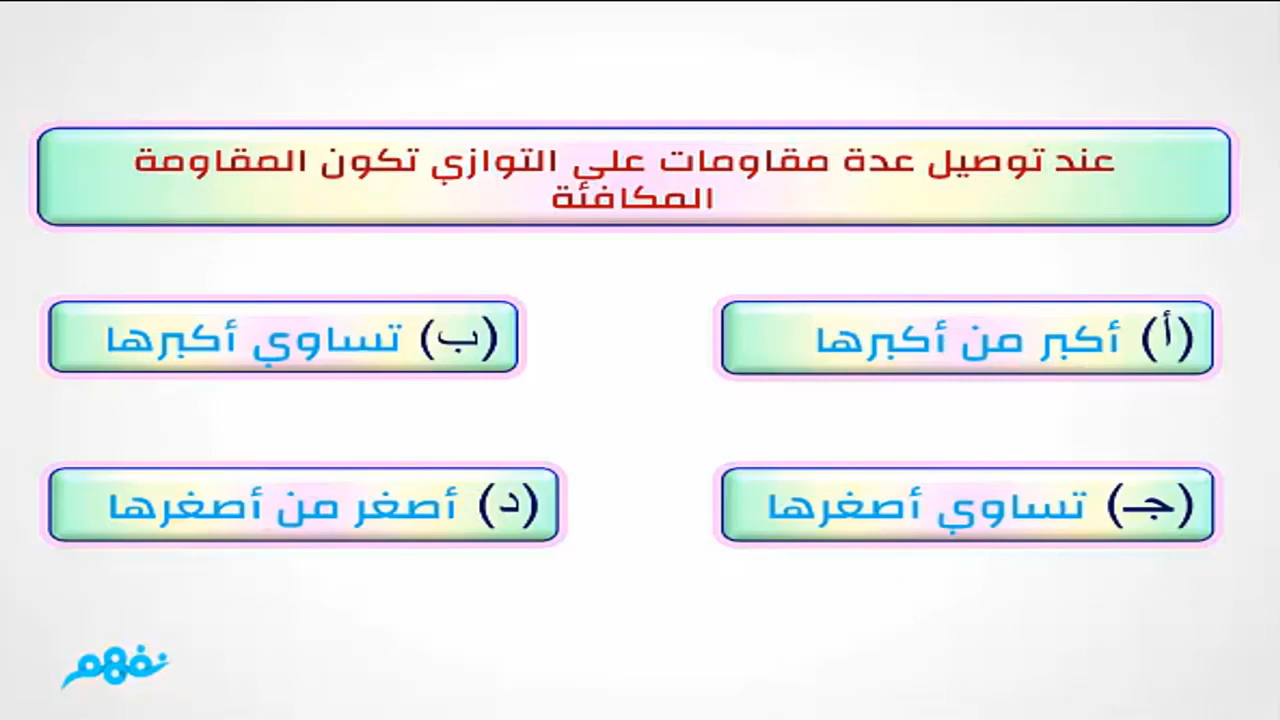 عند توصيل عدة مقاومات على التوازي تكون المقاومة
المكافئة
(أ) أكبر من أكبرها
(ب) تساوي أكبرها
(جـ) تساوي أصغرها
(د) أصغر من أصغرها
نفهم